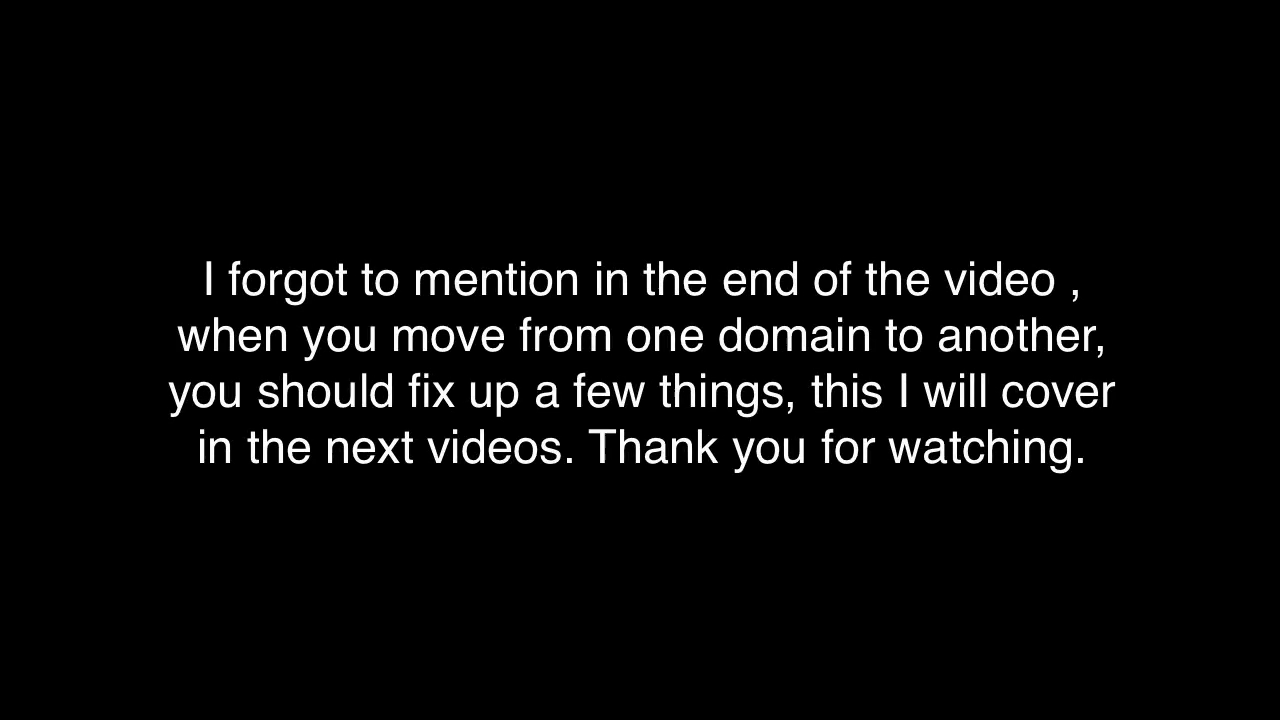 I forgot to mention in the end of the video ,
when you move from one domain to another,
you should fix up a few things, this I will cover
in the next videos. Thank you for watching.